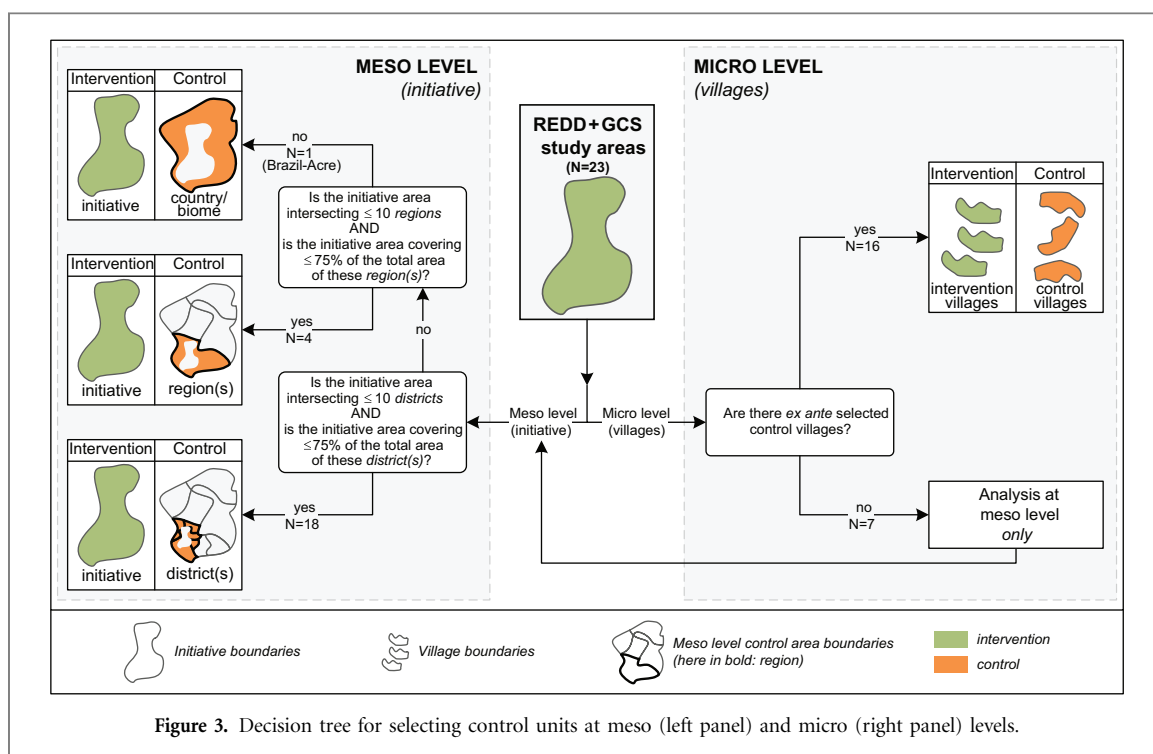 MESO LEVEL
(initiative)
Intervention Control
no
N=1
(Brazil-Acre)
initiative
country/
biome
Is the initiative area
intersecting ≤ 10 regions
AND
is the initiative area covering
≤75% of the total area
of these region(s)?
Intervention Control
yes
N=4
initiative
region(s)
no
Is the initiative area
intersecting ≤10 districts
AND
is the initiative area covering
≤75% of the total area
of these district(s)?
Intervention Control
yes
N=18
initiative
district(s)
REDD+GCS
study areas
(N=23)
Meso level
(initiative)
Micro level
(villages)
MICRO LEVEL
(villages)
Are there ex ante selected
control villages?
yes
N=16
Intervention Control
intervention
villages
control
villages
no
N=7
Analysis at
meso level
only
Initiative boundaries
Village boundaries
Meso level control area boundaries
(here in bold: region)
intervention
control
Figure 3. Decision tree for selecting control units at meso (left panel) and micro (right panel) levels.